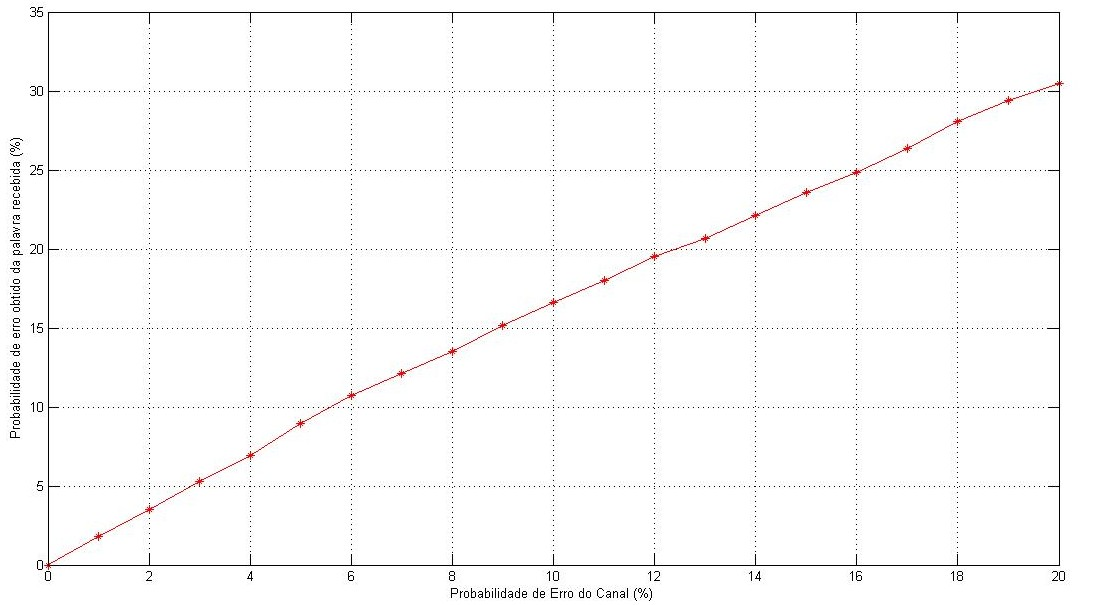 35
30
25
20
15
10
5
0
Probabilidade de erro obtido da palavra recebida (%)
0 2 4 6 8 10 12 14 16 18 20
Probabilidade de Erro do Canal (%)